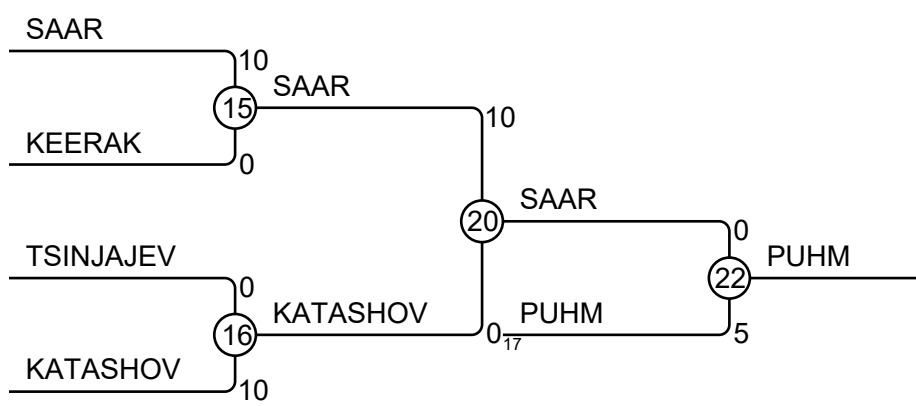 SAAR
10
15
SAAR
KEERAK
0
10
20
SAAR
TSINJAJEV
0
16
KATASHOV
0
KATASHOV
10
17
PUHM
0
22
PUHM
5